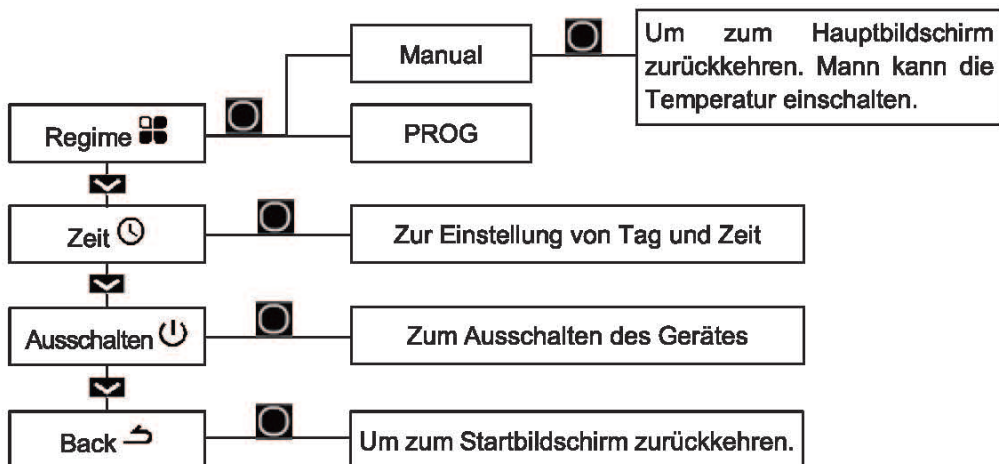 Manual
Um zum Hauptbildschirm
zurückkehren. Mann kann die
Temperatur einschalten.
Regime
PROG
Zeit
Zur Einstellung von Tag und Zeit
Ausschalten
Zum Ausschalten des Gerätes
Back
Um zum Startbildschirm zurückkehren.